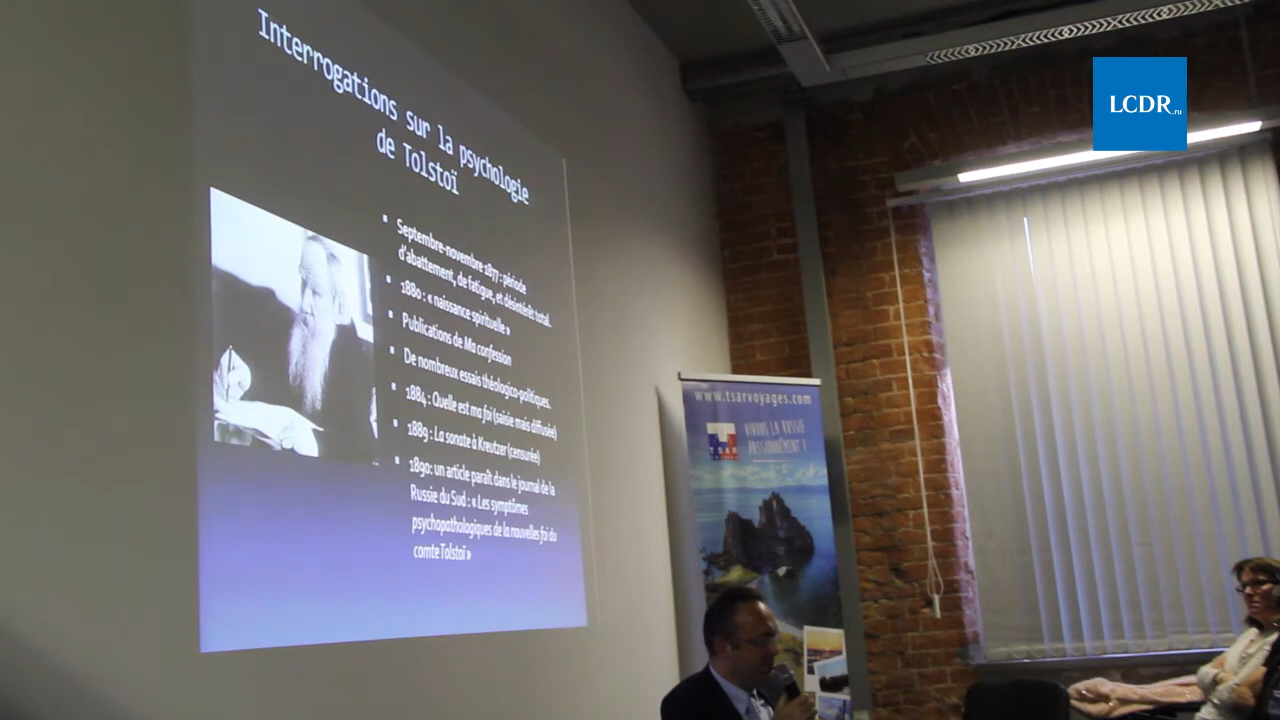 Interrogations sur la psychologie
de Tolstoï
Septembre-novembre 1877 : période
d'abattement, de fatigue, et désintérêt total.
1880 : « naissance spirituelle »
Publications de Ma confession
De nombreux essais théologico-politiques.
1884 : Quelle est ma foi (saisie mais diffusée)
1889 : La sonate à Kreutzer (censurée)
1890: un article paraît dans le journal de la
Russie du Sud : « Les symptômes
psychopathologiques de la nouvelles foi du
comte Tolstoï »
LCDR.ru
www.tsarvoyages.com
TSAR
VIVONS LA RUSSIE
PASSIONNÉMENT !